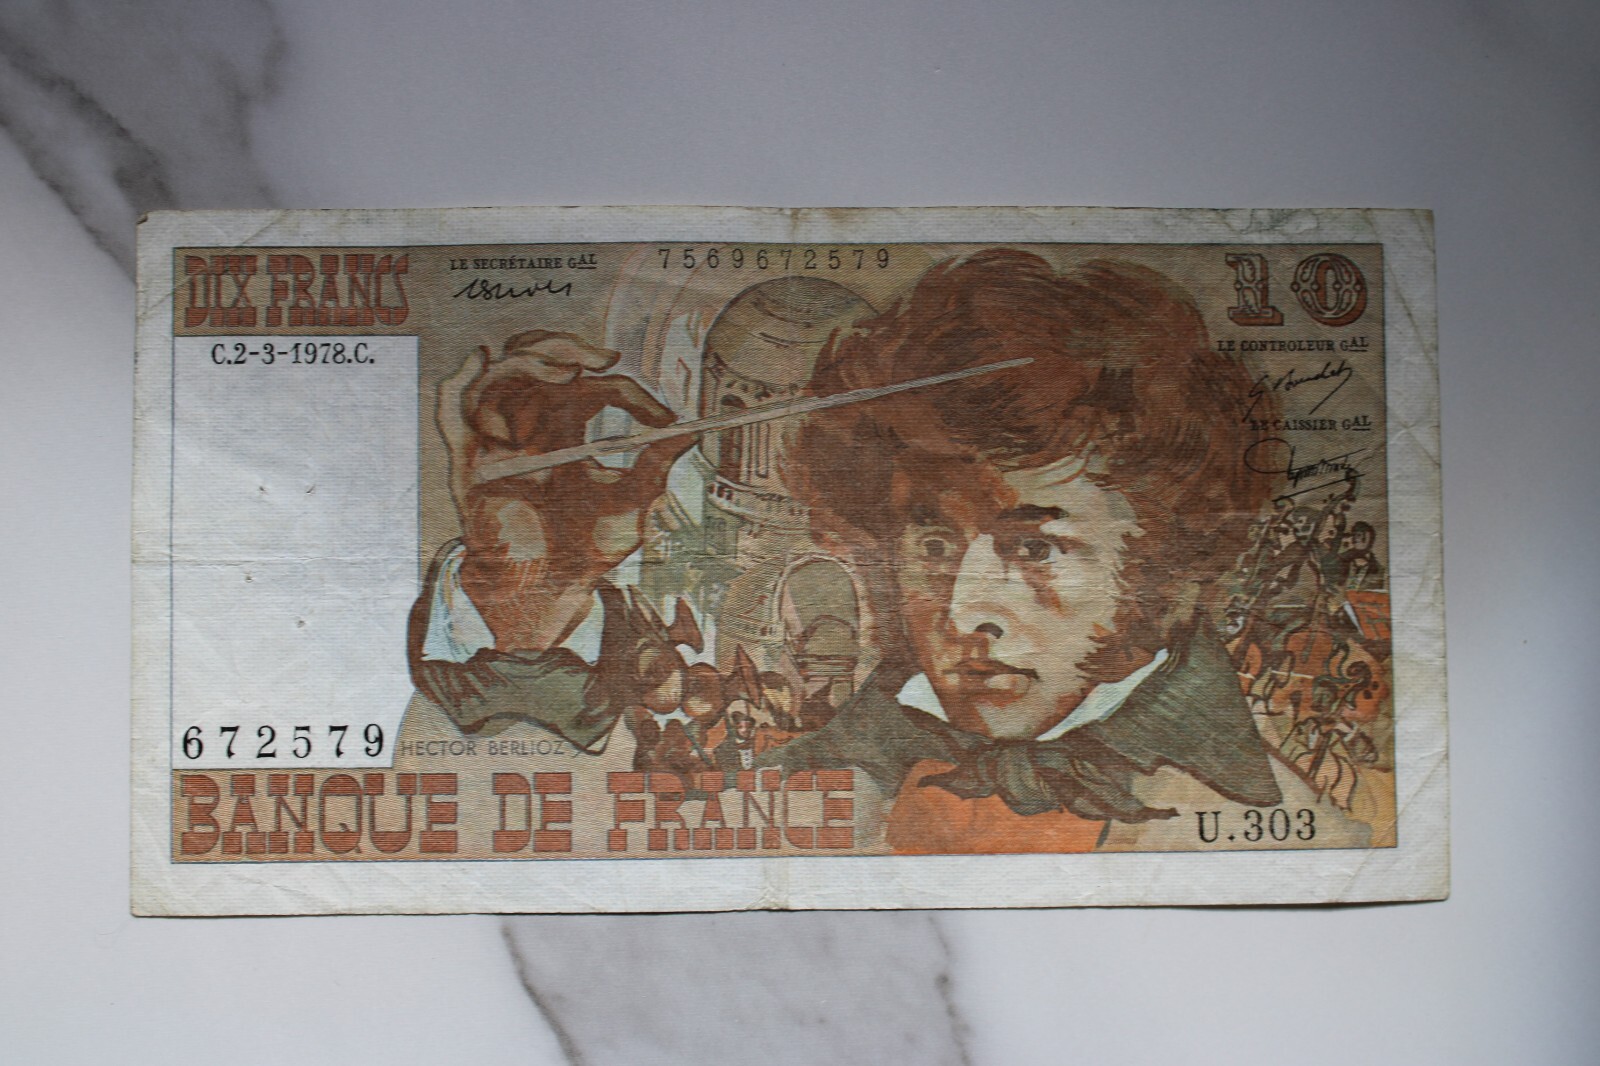 DIX FRANCS
LE SECRÉTAIRE GAL
7569672579
10
C.2-3-1978.C.
LE CONTROLEUR GAL
LE CAISSIER GAL
672579
HECTOR BERLIOZ
BANQUE DE FRANCE
U.303